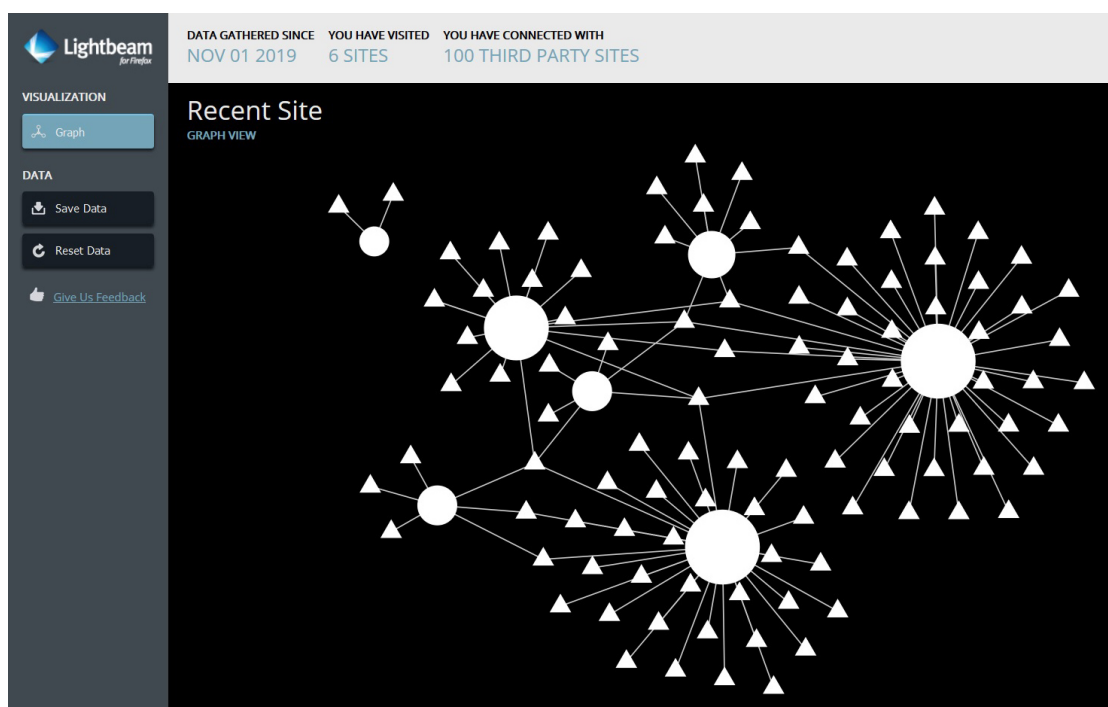 Lightbeam
for Firefox
DATA GATHERED SINCE YOU HAVE VISITED YOU HAVE CONNECTED WITH
NOV 01 2019 6 SITES 100 THIRD PARTY SITES
VISUALIZATION
Graph
DATA
Save Data
Reset Data
Give Us Feedback
Recent Site
GRAPH VIEW